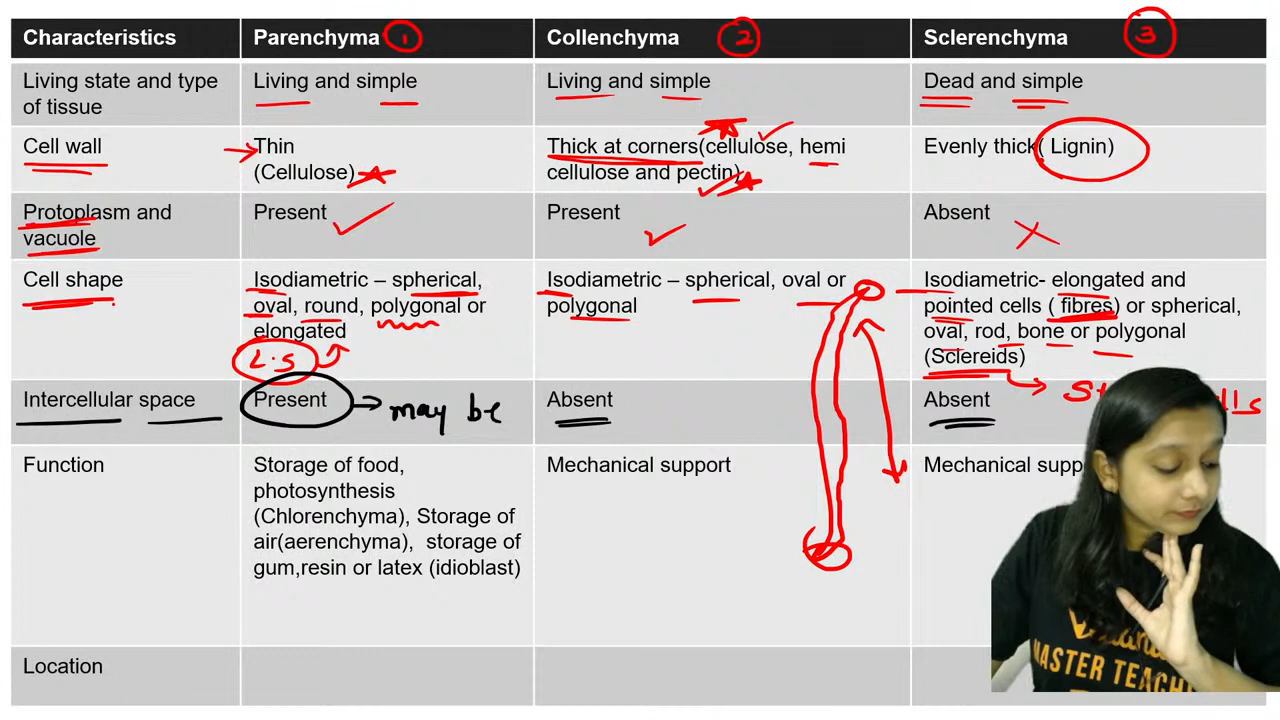 Characteristics
Parenchyma 1
Collenchyma 2
Sclerenchyma 3
Living state and type
of tissue
Living and simple
Living and simple
Dead and simple
Cell wall
Thin
(Cellulose)
Thick at corners(cellulose, hemi
cellulose and pectin)
Evenly thick( Lignin)
Protoplasm and
vacuole
Present
Present
Absent
Cell shape
Isodiametric – spherical,
oval, round, polygonal or
elongated
L.S
Isodiametric – spherical, oval or
polygonal
Isodiametric- elongated and
pointed cells ( fibres) or spherical,
oval, rod, bone or polygonal
(Sclereids)
Intercellular space
Present
may be
Absent
Absent
Function
Storage of food,
photosynthesis
(Chlorenchyma), Storage of
air(aerenchyma), storage of
gum,resin or latex (idioblast)
Mechanical support
Mechanical
Location
MASTER